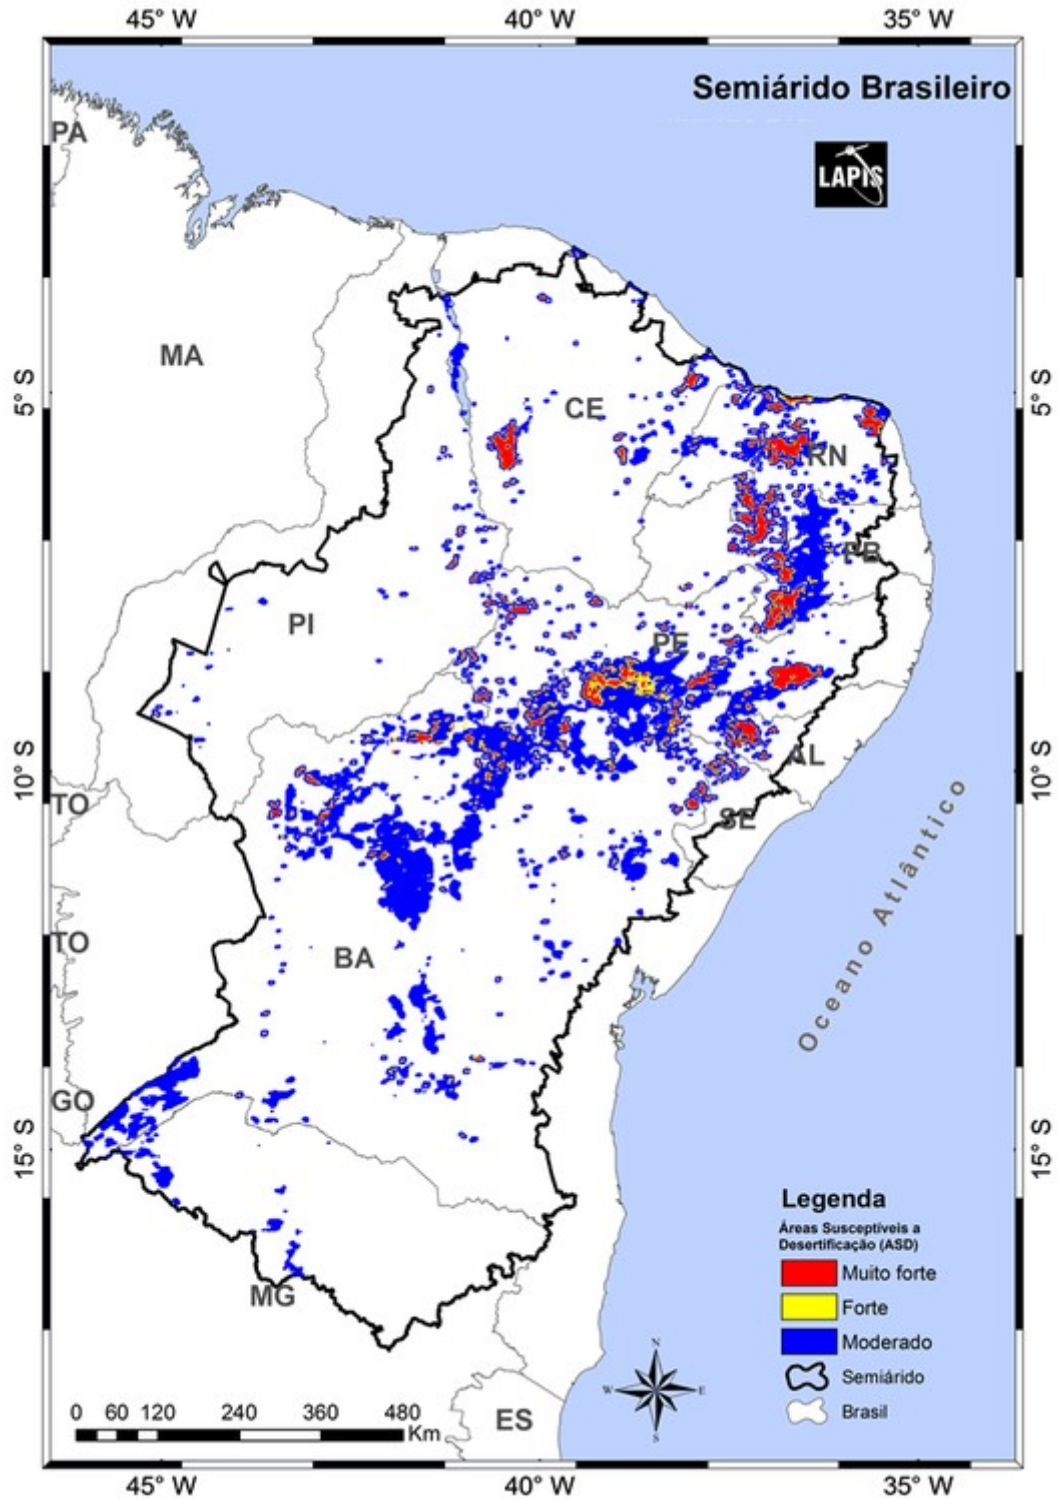 45° W 40° W 35° W
Semiárido Brasileiro
LAPIS
PA
MA
5° S
CE
5° S
RN
PB
PI
PE
10° S
AL
10° S
TO
SE
Oceano Atlântico
TO
BA
GO
15° S
15° S
MG
ES
Legenda
Áreas Susceptíveis a
Desertificação (ASD)
Muito forte
Forte
Moderado
Semiárido
Brasil
N
W E
S
0 60 120 240 360 480
Km
45° W 40° W 35° W